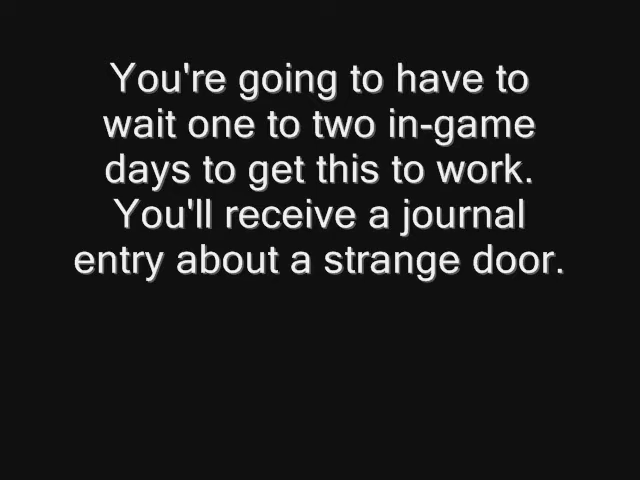 You're going to have to
wait one to two in-game
days to get this to work.
You'll receive a journal
entry about a strange door.